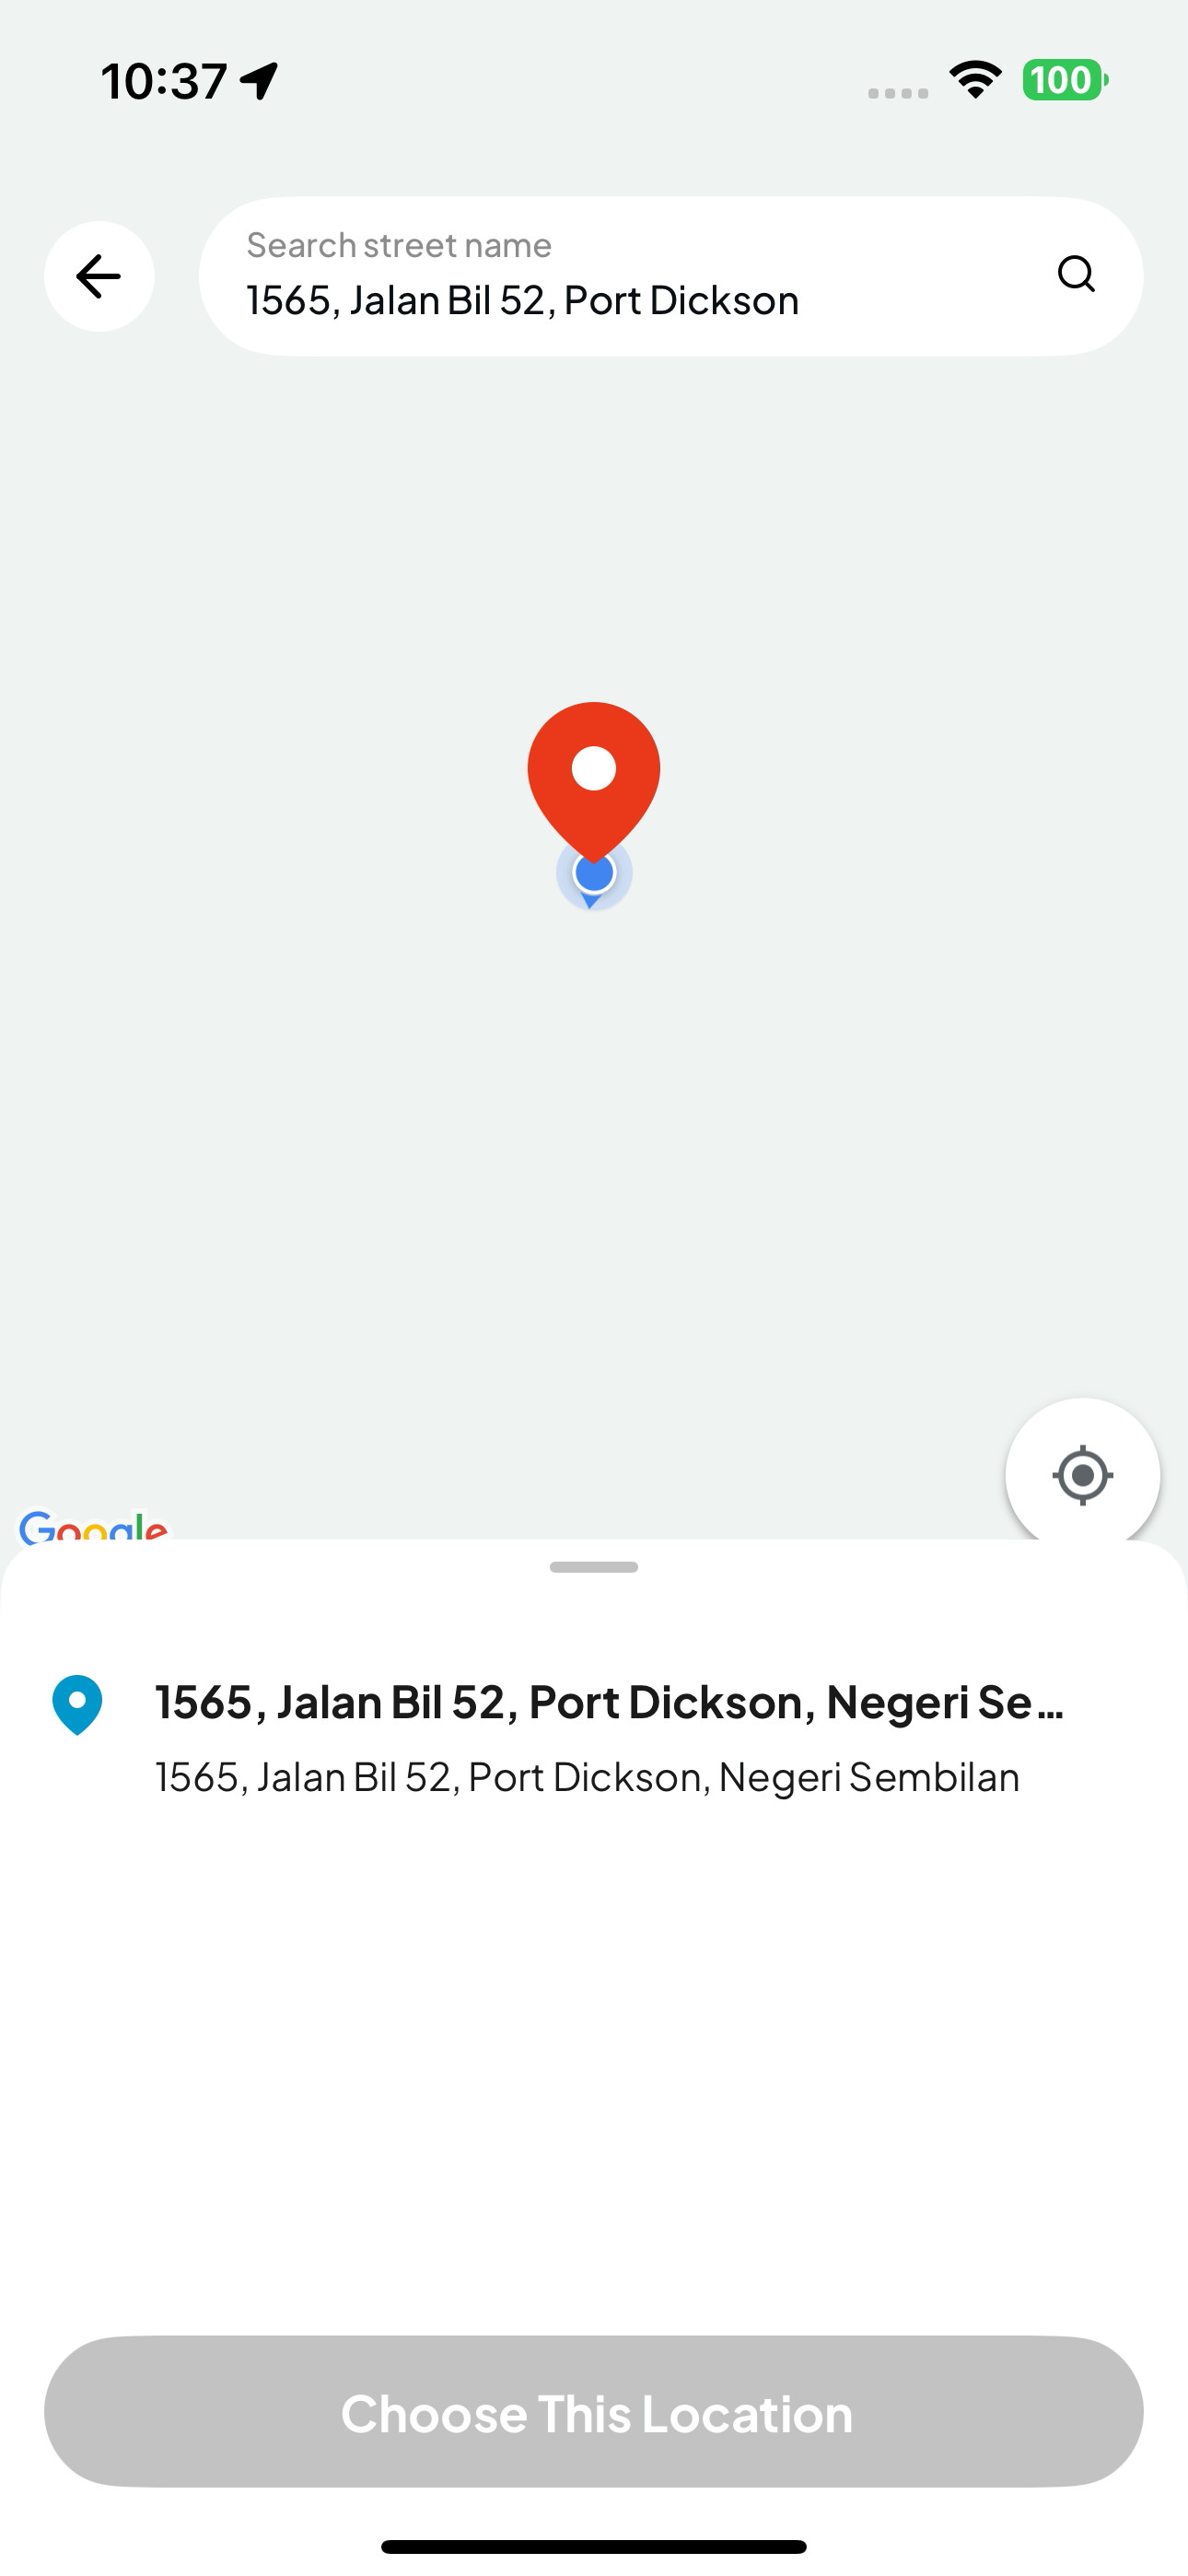 10:37
100
Search street name
1565, Jalan Bil 52, Port Dickson
Google
1565, Jalan Bil 52, Port Dickson, Negeri Se...
1565, Jalan Bil 52, Port Dickson, Negeri Sembilan
Choose This Location